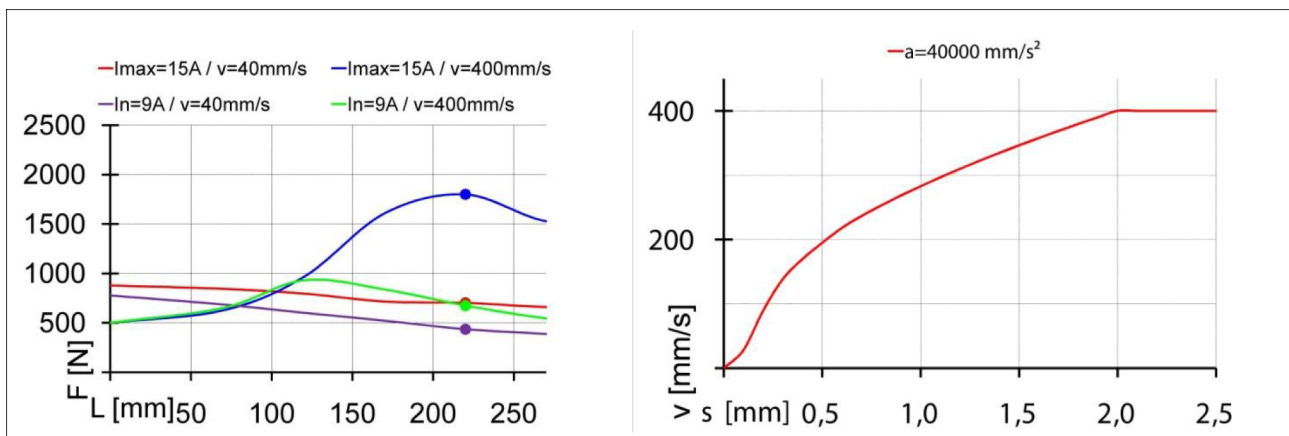 Imax=15A / v=40mm/s Imax=15A / v=400mm/s
In=9A / v=40mm/s In=9A / v=400mm/s
2500
2000
1500
1000
500
F [N]
L [mm] 50 100 150 200 250
a=40000 mm/s²
400
200
v [mm/s]
s [mm] 0,5 1,0 1,5 2,0 2,5